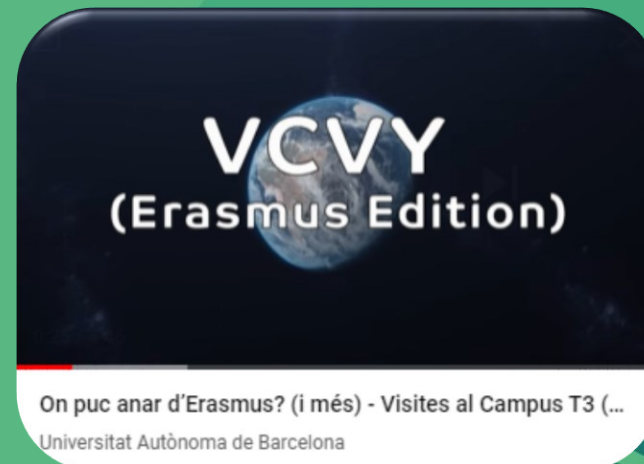 VCVY
(Erasmus Edition)
On puc anar d'Erasmus? (i més) - Visites al Campus T3 (...
Universitat Autònoma de Barcelona